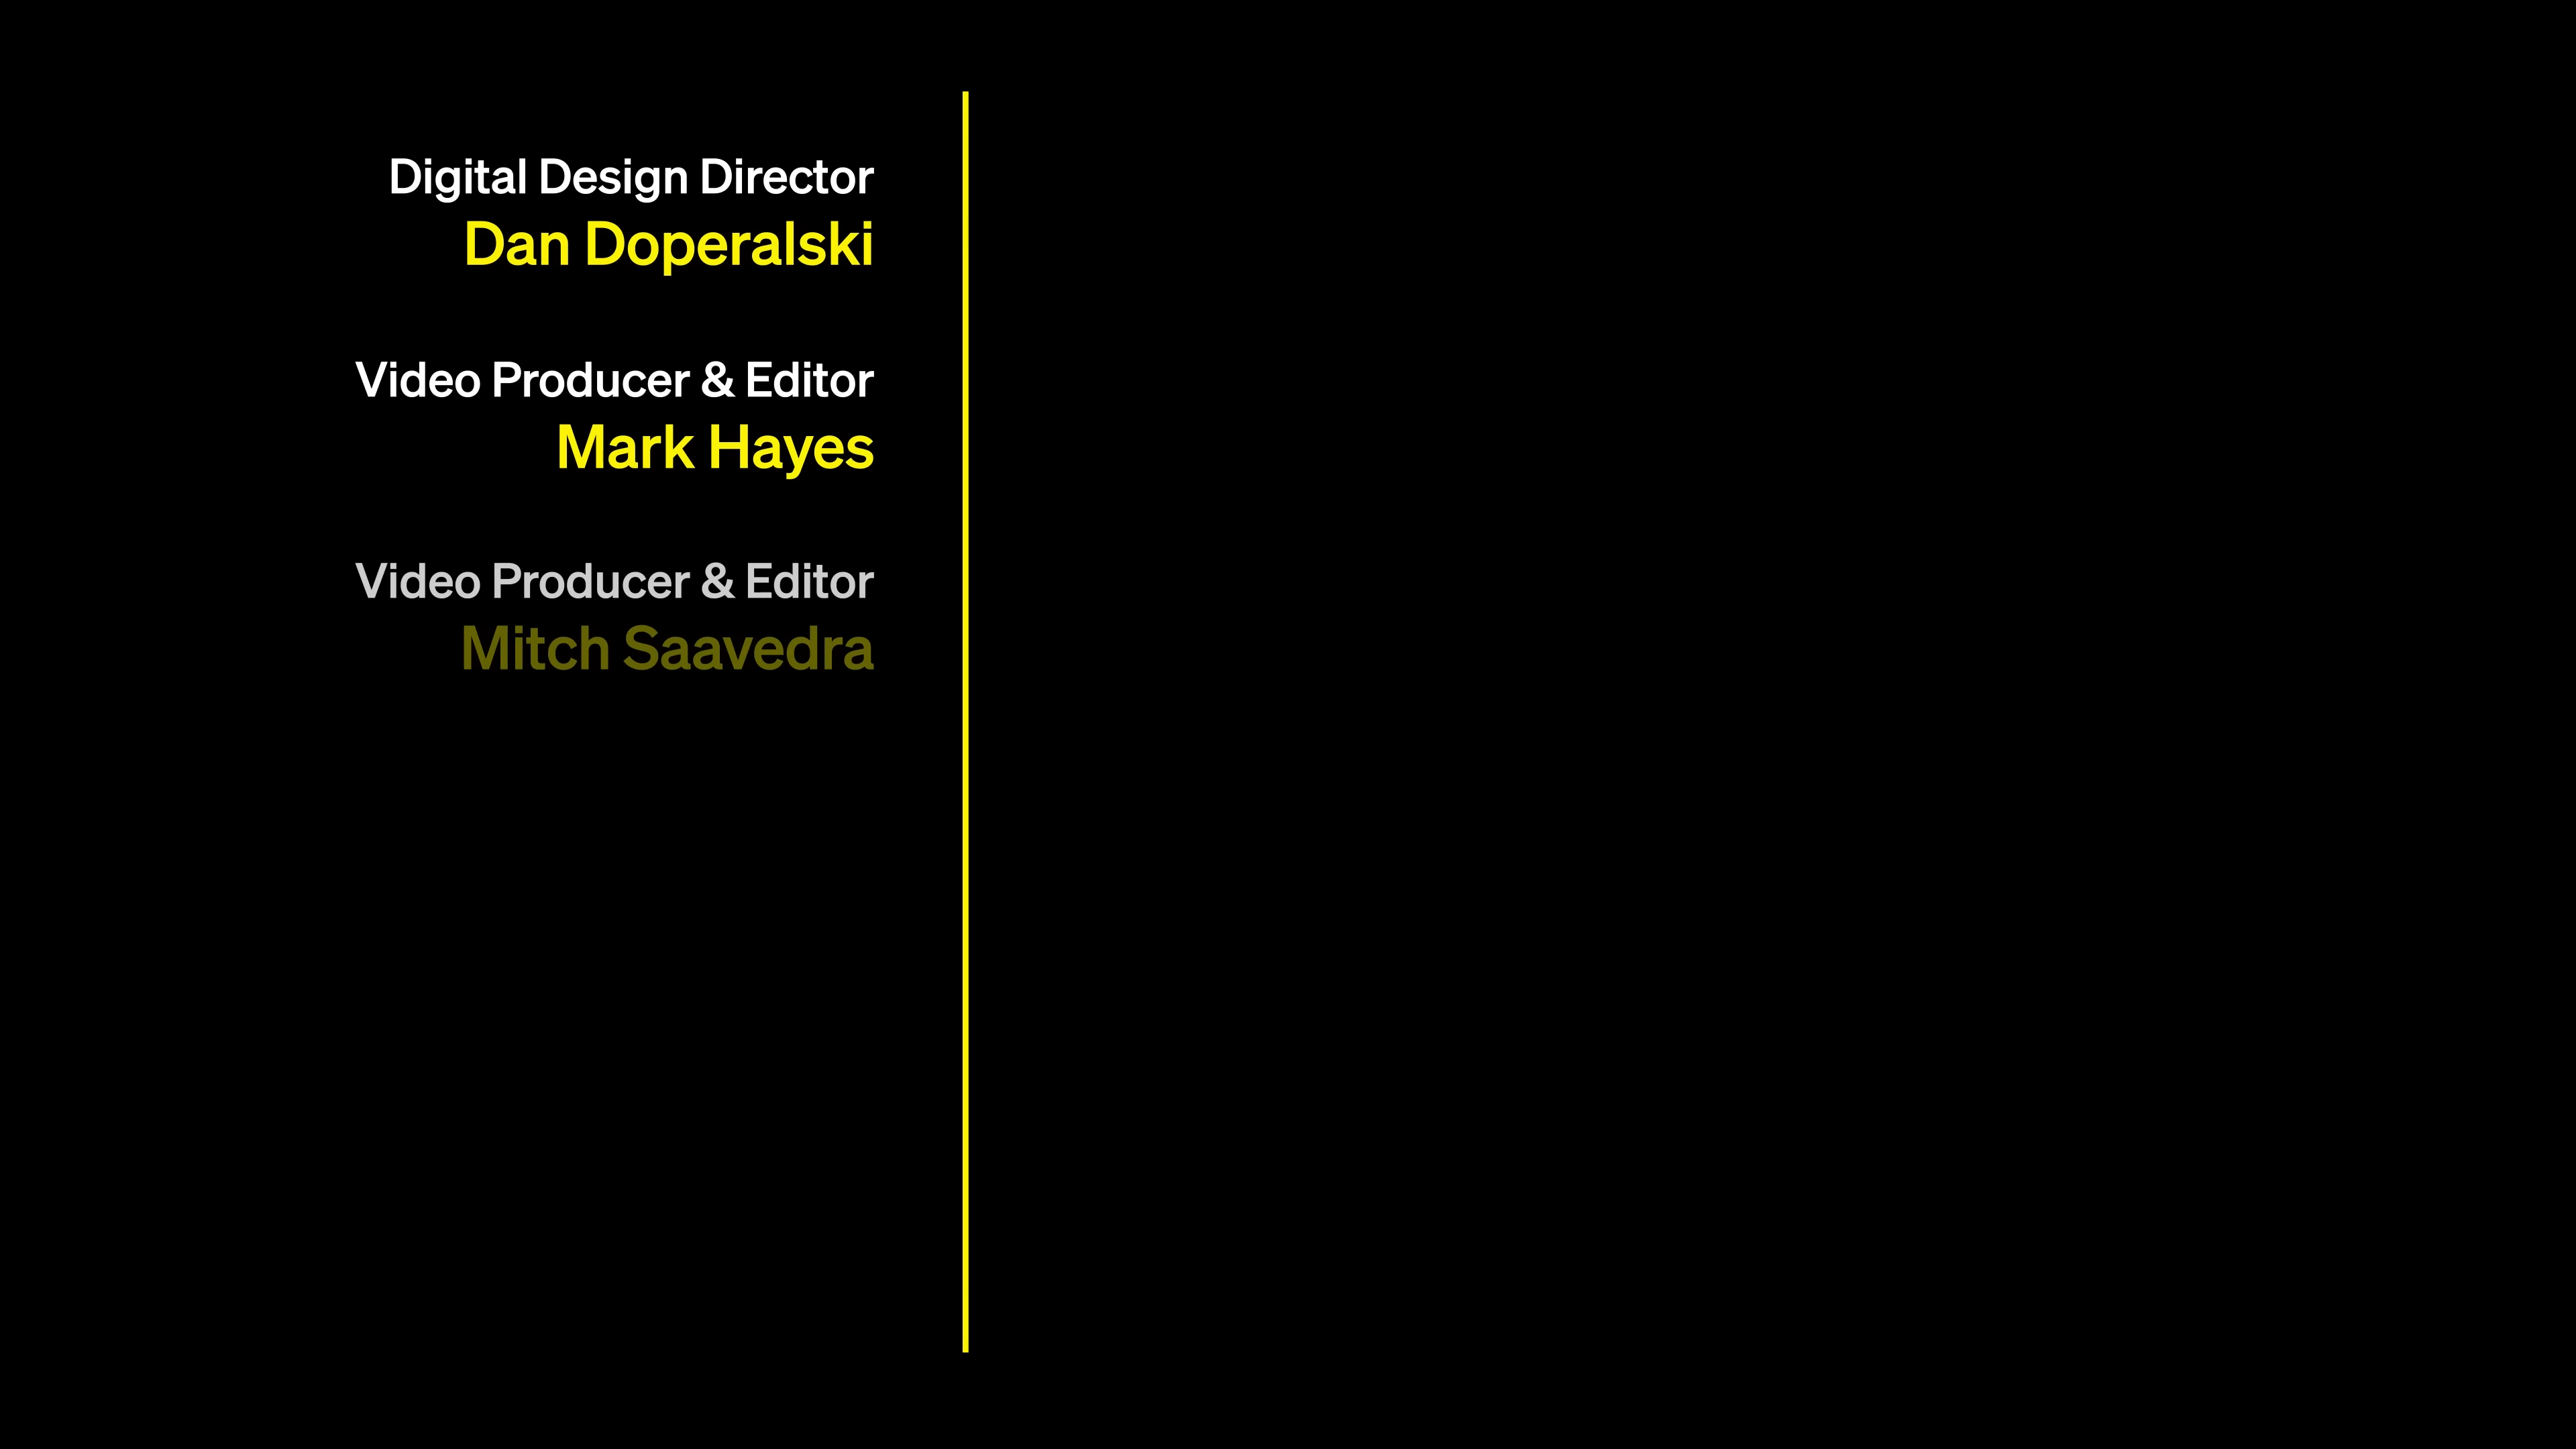 Digital Design Director
Dan Doperalski
Video Producer & Editor
Mark Hayes
Video Producer & Editor
Mitch Saavedra